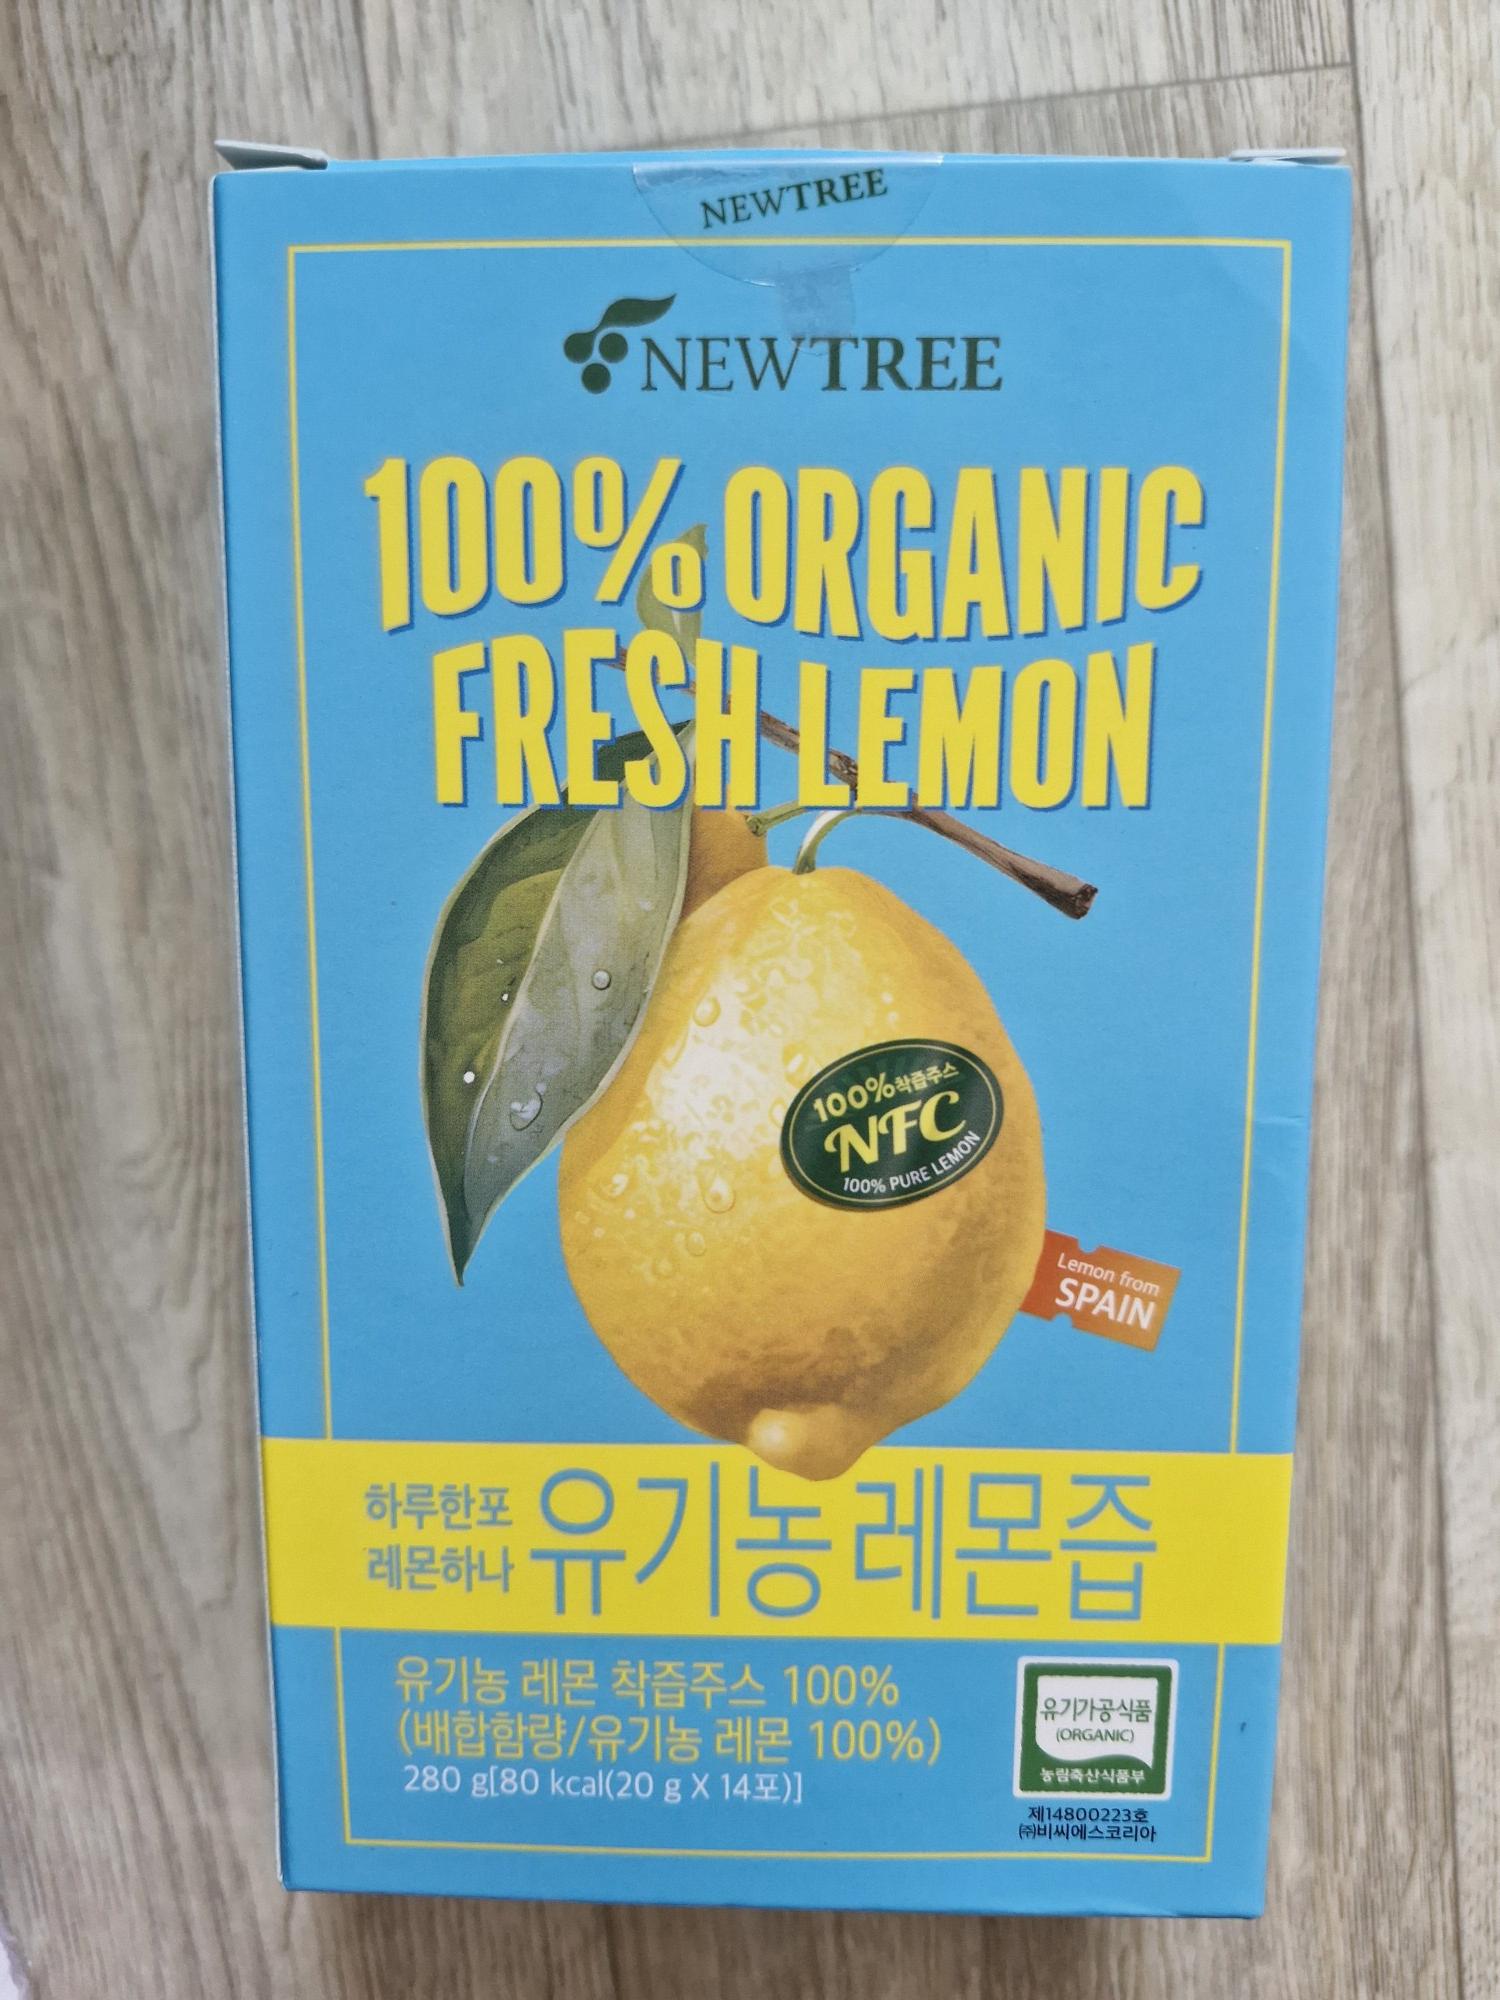 NEWTREE
NEWTREE
100% ORGANIC
FRESH LEMON
100%착즙주스
NFC
100% PURE LEMON
Lemon from
SPAIN
하루한포
레몬하나
유기농 레몬즙
유기농 레몬 착즙주스 100%
(배합함량/유기농 레몬 100%)
280 g[80 kcal(20 g X 14포)]
유기가공식품
(ORGANIC)
농림축산식품부
제14800223호
㈜비씨에스코리아